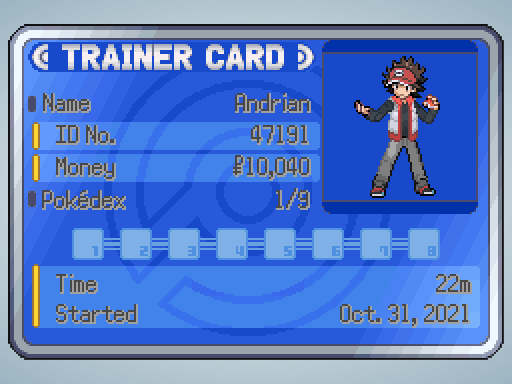 TRAINER CARD
Name Andrian
ID No. 47191
Money ₽10,040
Pokédex 1/9
1 2 3 4 5 6 7 8
Time 22m
Started Oct. 31, 2021